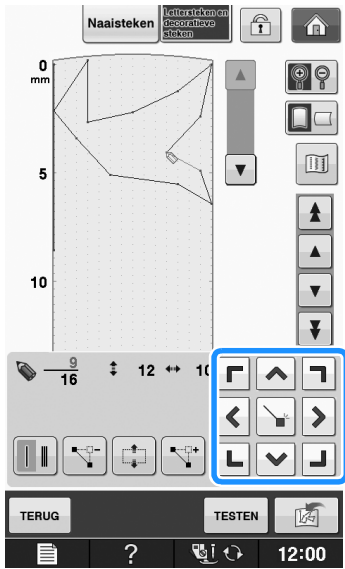 Naaisteken
Lettersteken en
decoratieve
steken
0
mm
5
10
9
16
12
10
TERUG
TESTEN
?
12:00